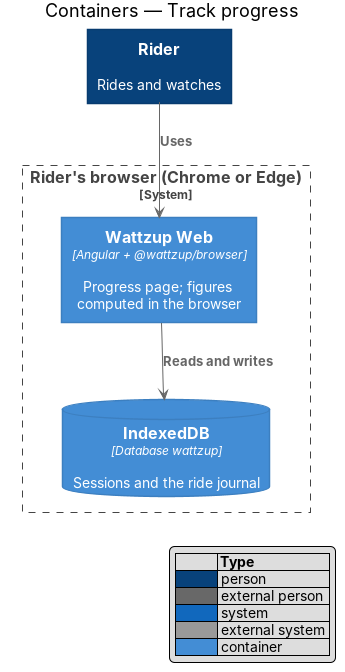 Containers — Track progress
Rider
Rides and watches
Uses
Rider's browser (Chrome or Edge)
[System]
Wattzup Web
[Angular + @wattzup/browser]
Progress page; figures
computed in the browser
Reads and writes
IndexedDB
[Database wattzup]
Sessions and the ride journal
Type
person
external person
system
external system
container